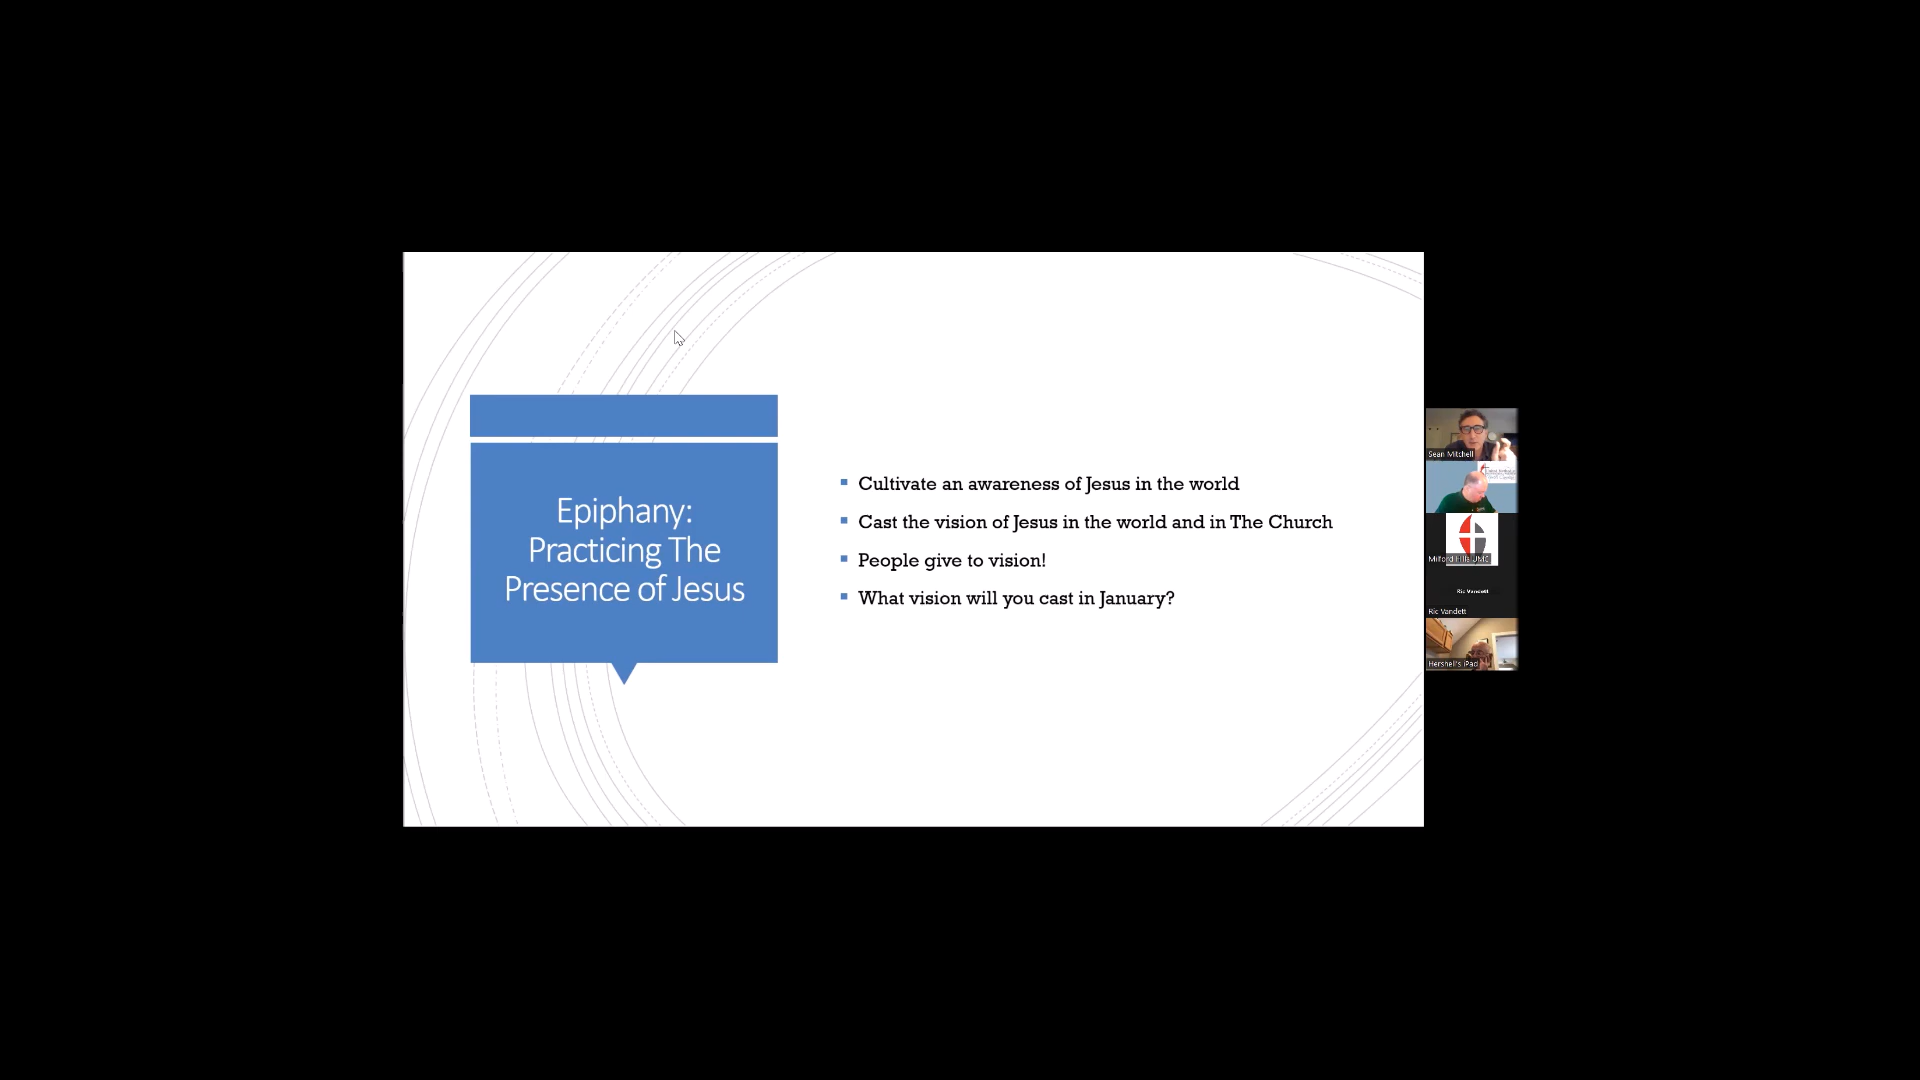 Epiphany:
Practicing The
Presence of Jesus
Cultivate an awareness of Jesus in the world
Cast the vision of Jesus in the world and in The Church
People give to vision!
What vision will you cast in January?
Sean Mitchell
Milford Hills UMC
Ric Vandett
Ric Vandett
Hershell's iPad